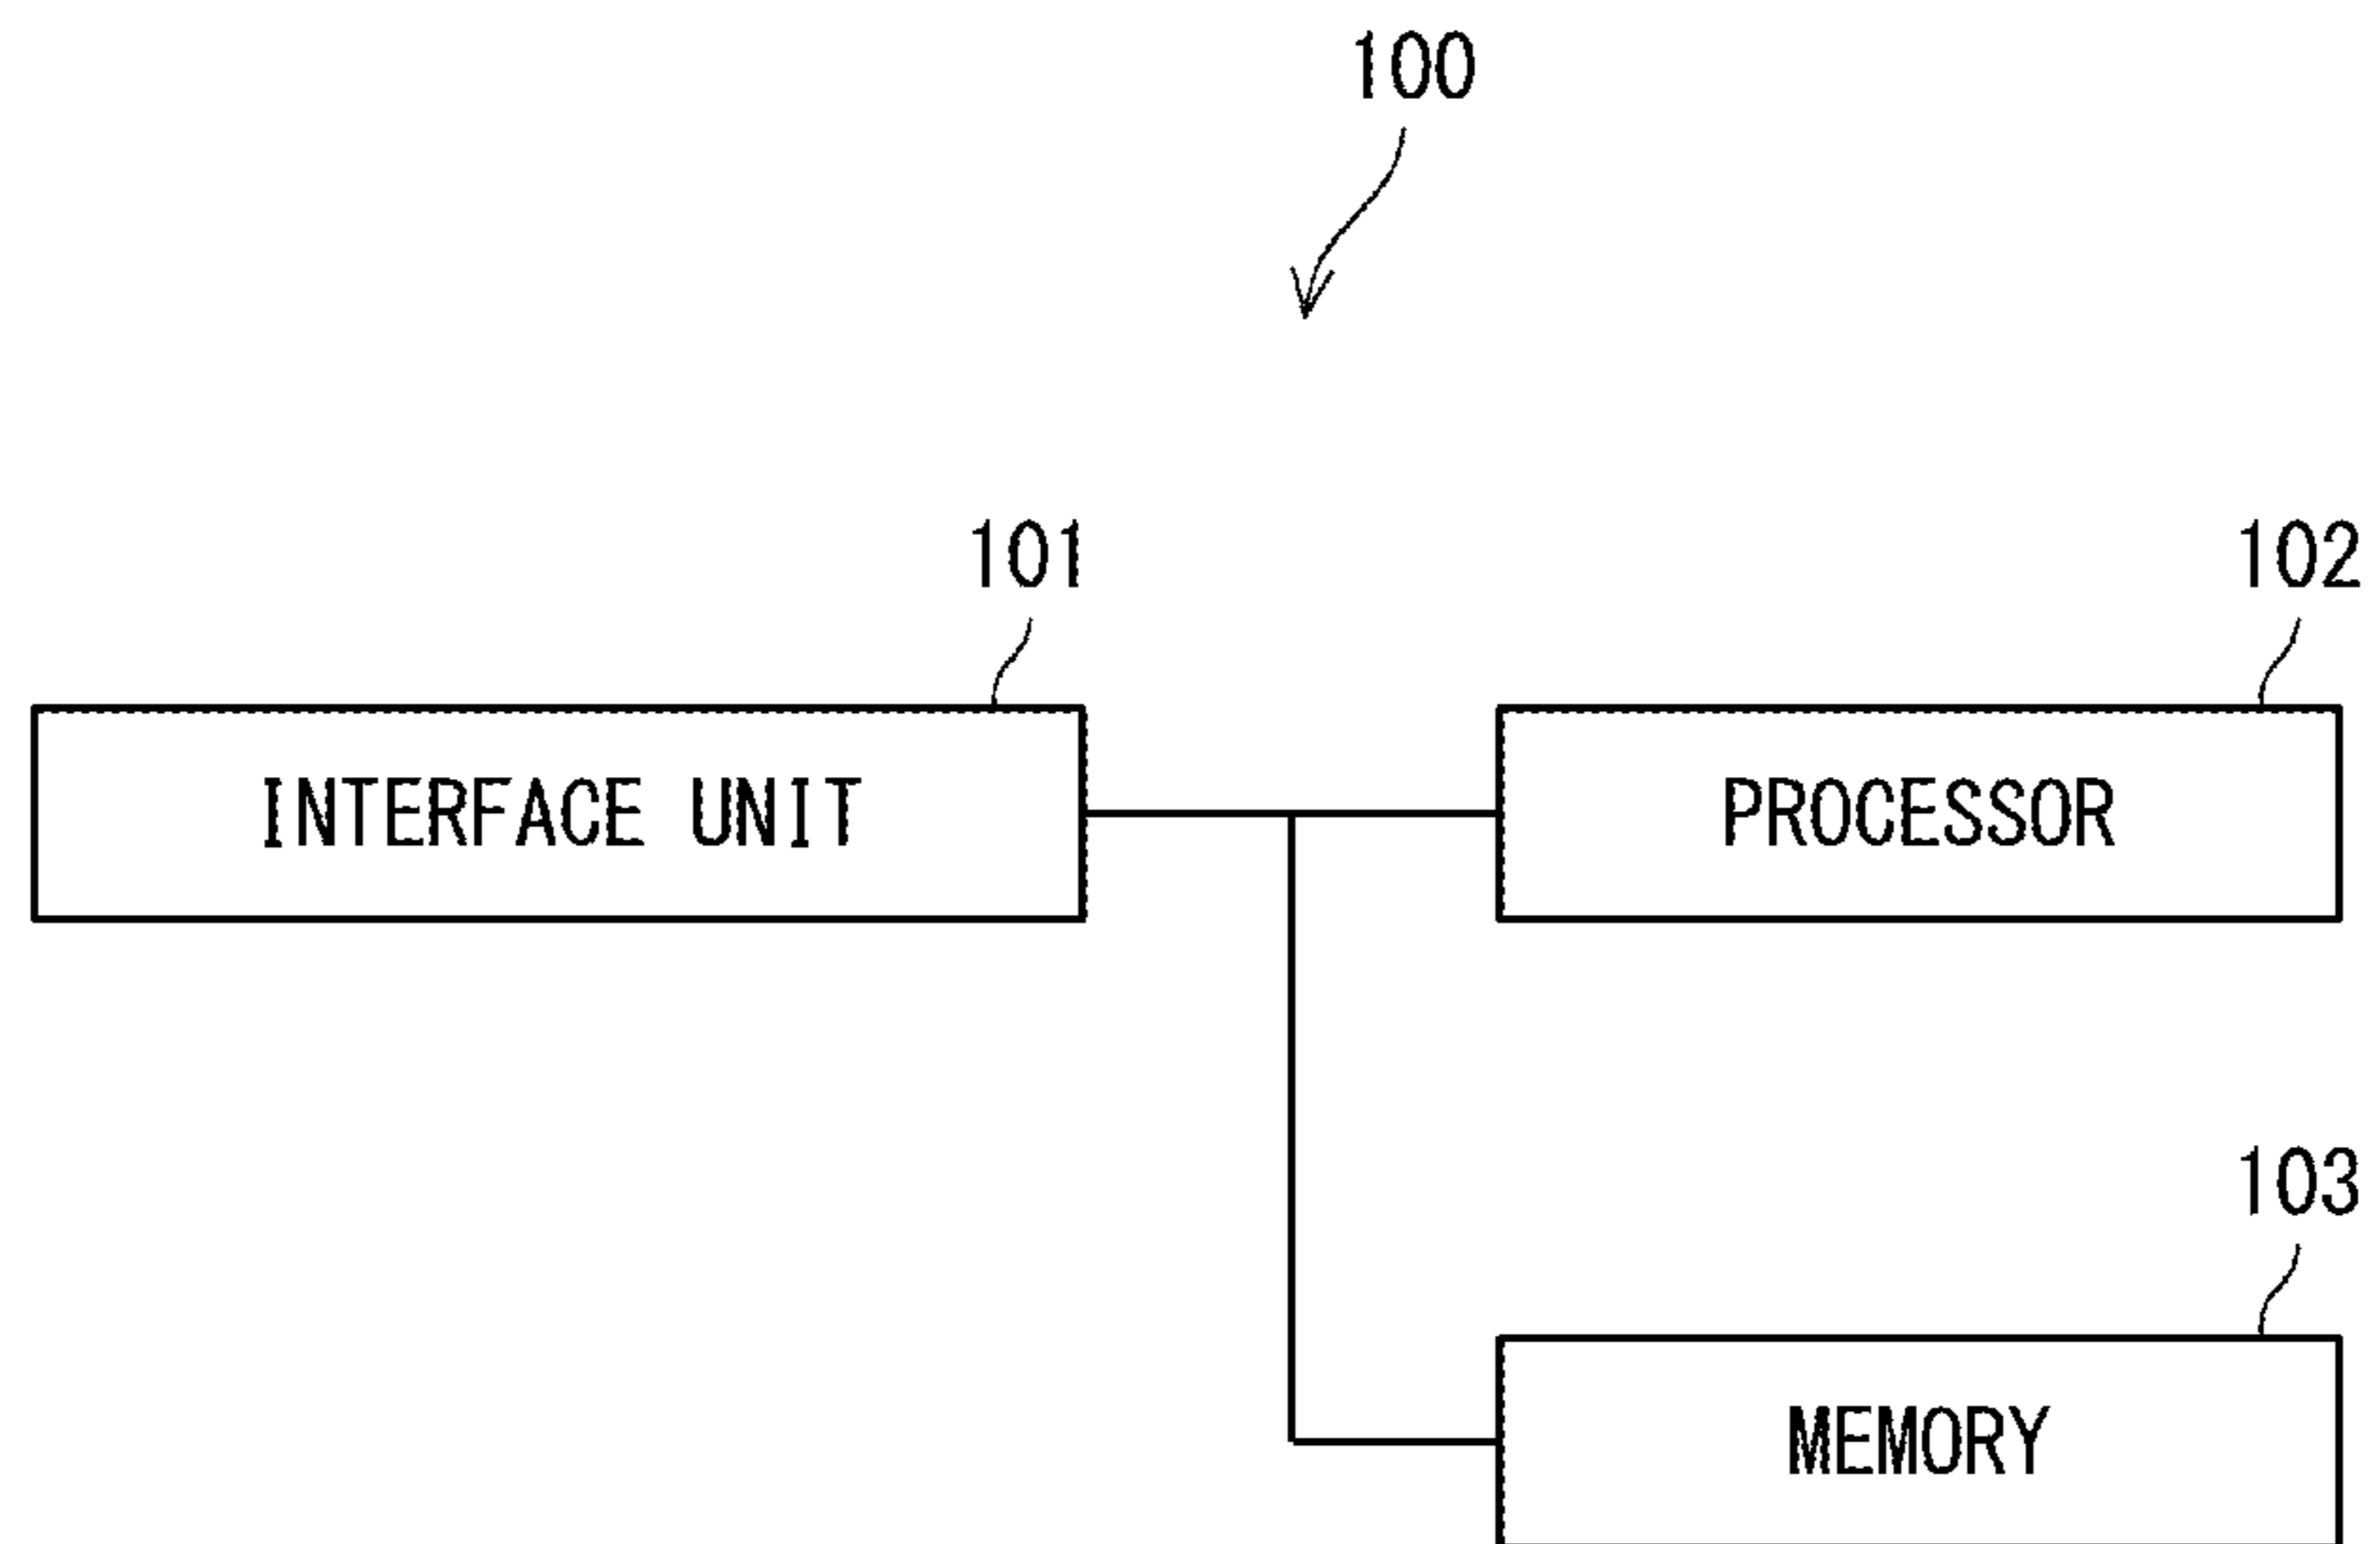 100
101
102
INTERFACE UNIT
PROCESSOR
103
MEMORY